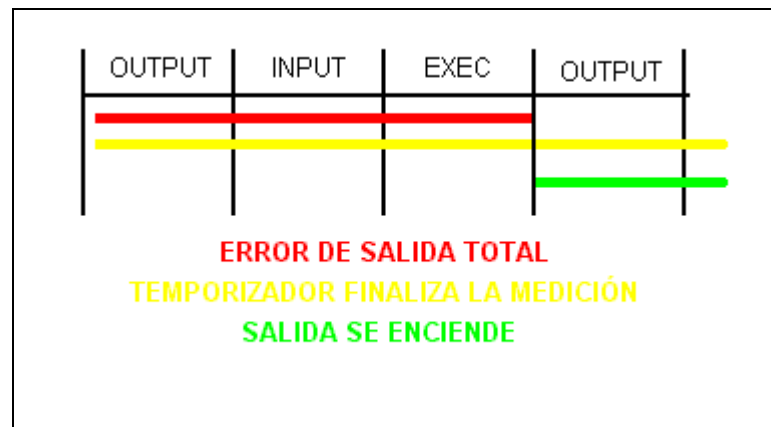 OUTPUT INPUT EXEC OUTPUT
ERROR DE SALIDA TOTAL
TEMPORIZADOR FINALIZA LA MEDICIÓN
SALIDA SE ENCIENDE